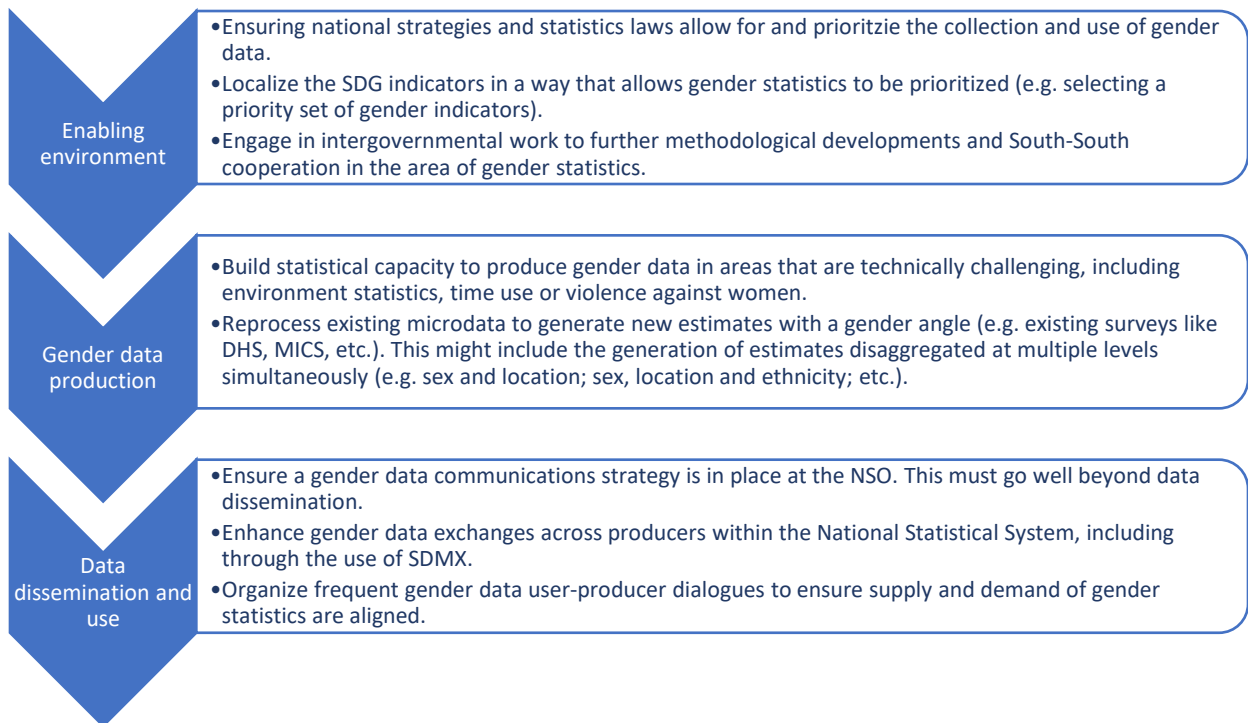 •Ensuring national strategies and statistics laws allow for and prioritzie the collection and use of gender
data.
•Localize the SDG indicators in a way that allows gender statistics to be prioritized (e.g. selecting a
priority set of gender indicators).
•Engage in intergovernmental work to further methodological developments and South-South
cooperation in the area of gender statistics.
Enabling
environment
•Build statistical capacity to produce gender data in areas that are technically challenging, including
environment statistics, time use or violence against women.
•Reprocess existing microdata to generate new estimates with a gender angle (e.g. existing surveys like
DHS, MICS, etc.). This might include the generation of estimates disaggregated at multiple levels
simultaneously (e.g. sex and location; sex, location and ethnicity; etc.).
Gender data
production
•Ensure a gender data communications strategy is in place at the NSO. This must go well beyond data
dissemination.
•Enhance gender data exchanges across producers within the National Statistical System, including
through the use of SDMX.
•Organize frequent gender data user-producer dialogues to ensure supply and demand of gender
statistics are aligned.
Data
dissemination and
use